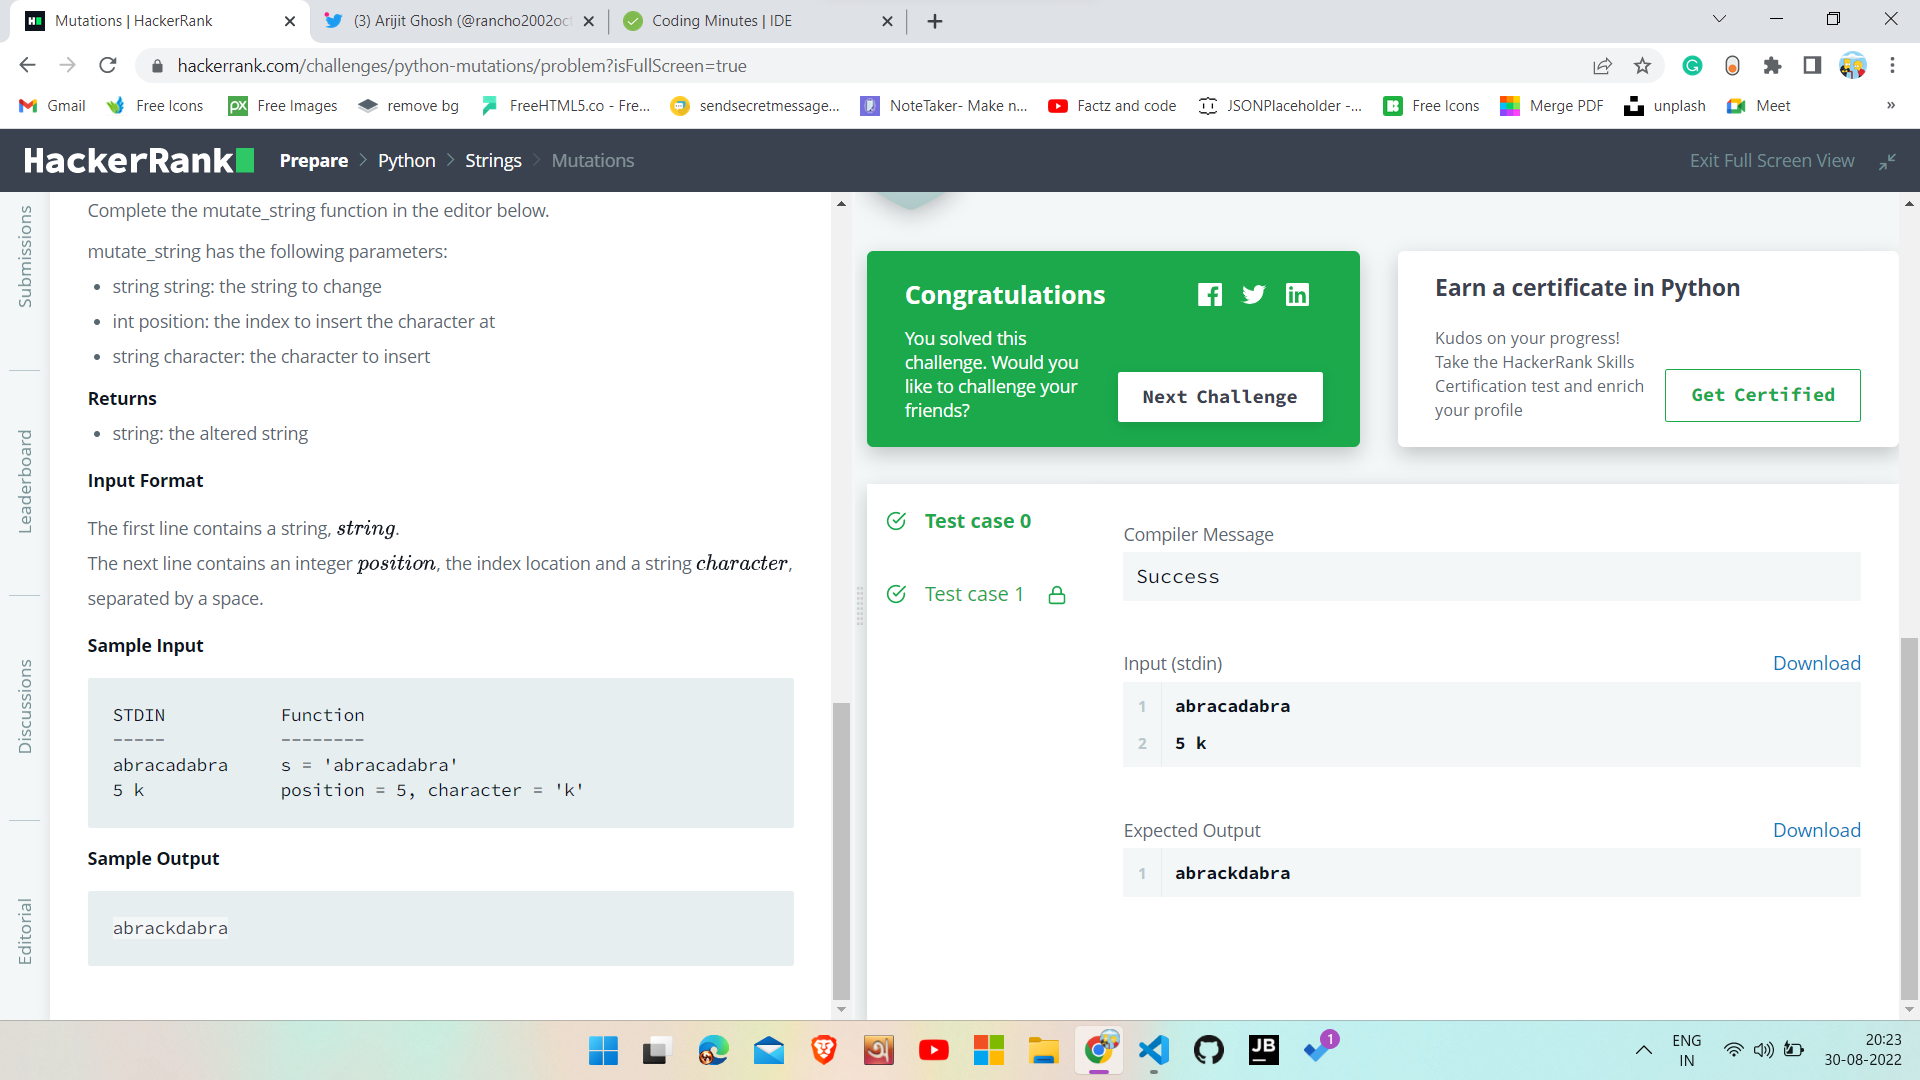 Mutations | HackerRank
(3) Arijit Ghosh (@rancho2002oct
Coding Minutes | IDE
hackerrank.com/challenges/python-mutations/problem?isFullScreen=true
Gmail
Free Icons
Free Images
remove bg
FreeHTML5.co - Fre...
sendsecretmessage...
NoteTaker- Make n...
Factz and code
JSONPlaceholder -...
Free Icons
Merge PDF
unplash
Meet
»
HackerRank
Prepare
Python
Strings
Mutations
Exit Full Screen View
Submissions
Leaderboard
Discussions
Editorial
Complete the mutate_string function in the editor below.
mutate_string has the following parameters:
• string string: the string to change
• int position: the index to insert the character at
• string character: the character to insert
Returns
• string: the altered string
Input Format
The first line contains a string, string.
The next line contains an integer position, the index location and a string character,
separated by a space.
Sample Input
STDIN Function
----- --------
abracadabra s = 'abracadabra'
5 k position = 5, character = 'k'
Sample Output
abrackdabra
Congratulations
You solved this
challenge. Would you
like to challenge your
friends?
Next Challenge
Earn a certificate in Python
Kudos on your progress!
Take the HackerRank Skills
Certification test and enrich
your profile
Get Certified
Test case 0
Test case 1
Compiler Message
Success
Input (stdin)
Download
1 abracadabra
2 5 k
Expected Output
Download
1 abrackdabra
JB
1
ENG
IN
20:23
30-08-2022